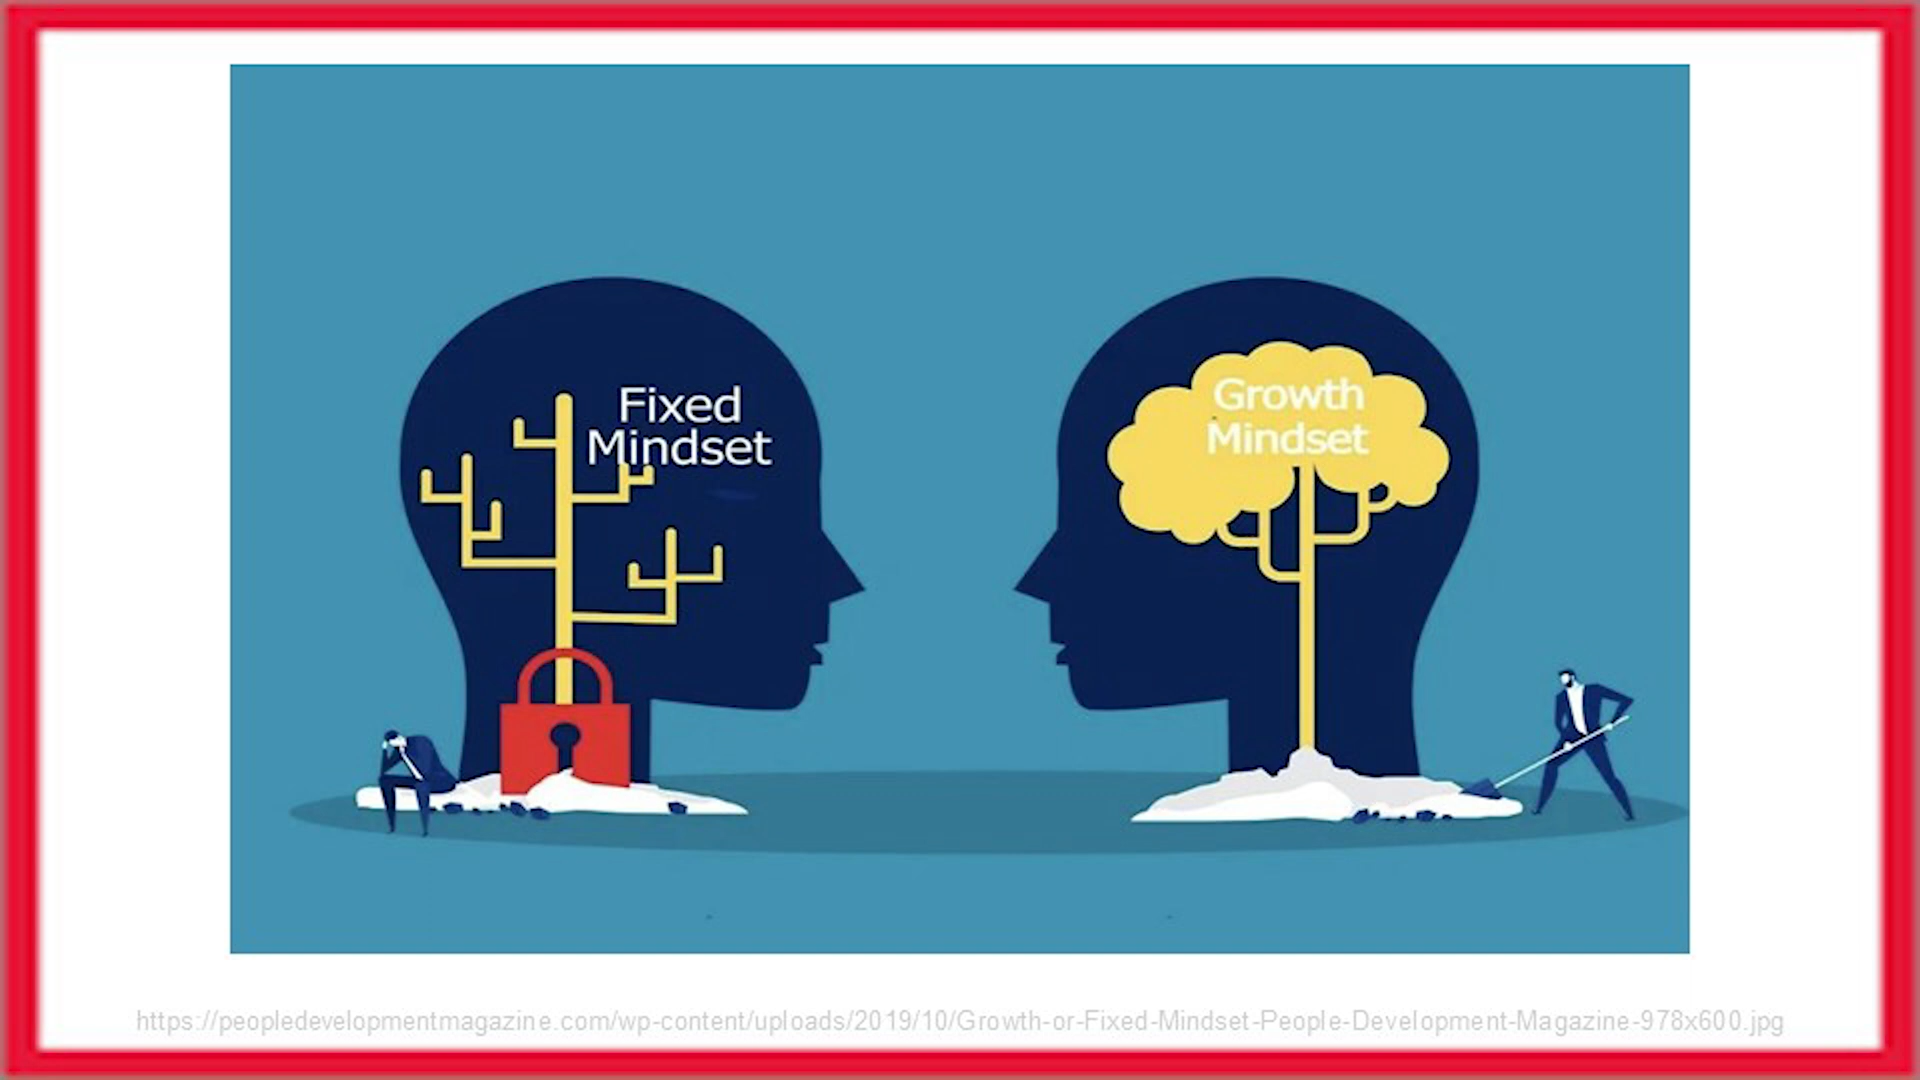 Fixed
Mindset
Growth
Mindset
https://peopledevelopmentmagazine.com/wp-content/uploads/2019/10/Growth-or-Fixed-Mindset-People-Development-Magazine-978x600.jpg